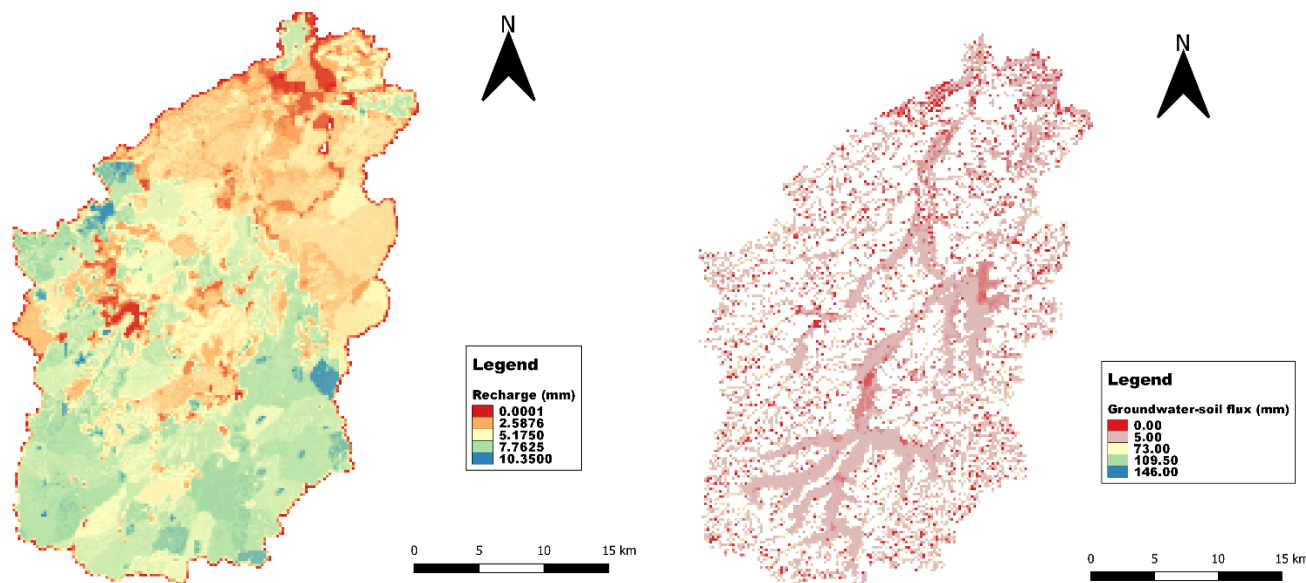 N
Legend
Recharge (mm)
0.0001
2.5876
5.1750
7.7625
10.3500
0 5 10 15 km
N
Legend
Groundwater-soil flux (mm)
0.00
5.00
73.00
109.50
146.00
0 5 10 15 km